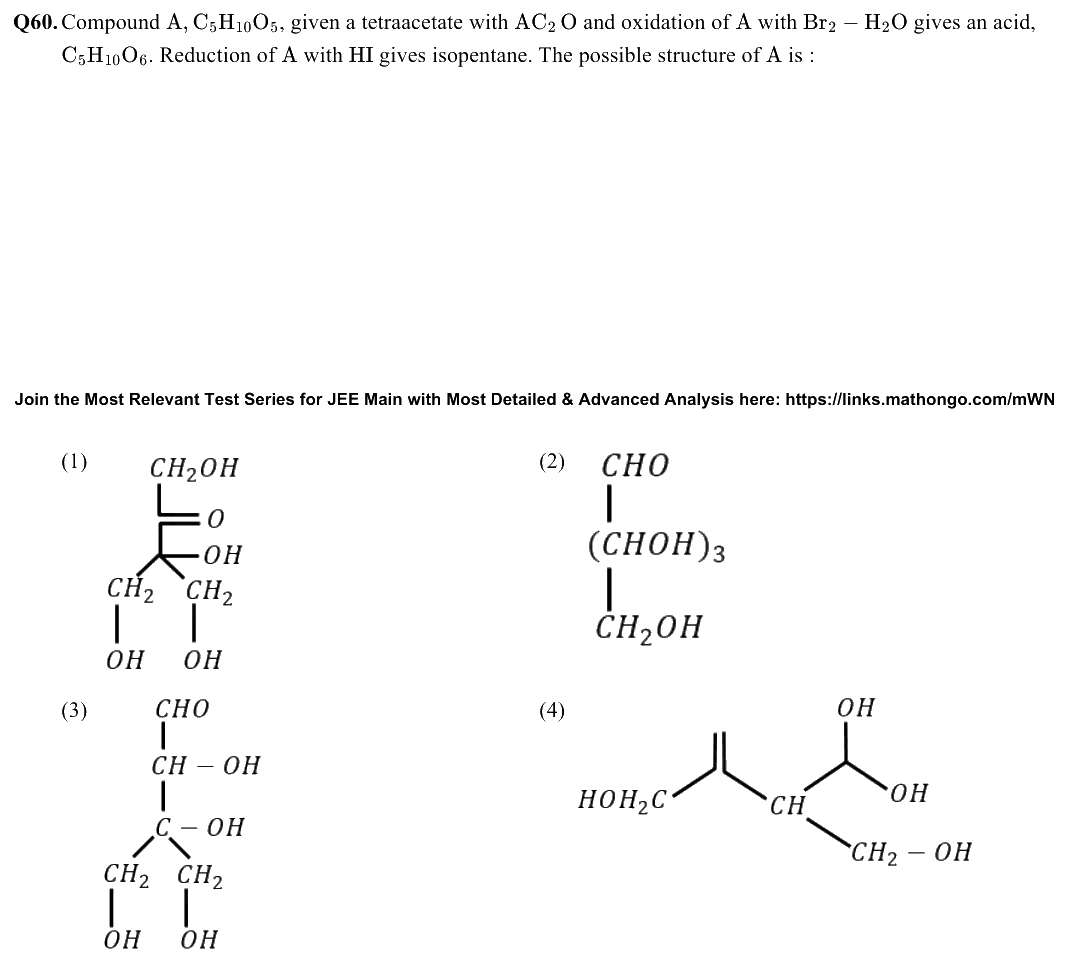 Q60. Compound A, C₅H₁₀O₅, given a tetraacetate with AC₂ O and oxidation of A with Br₂ − H₂O gives an acid,
C₅H₁₀O₆. Reduction of A with HI gives isopentane. The possible structure of A is :
Join the Most Relevant Test Series for JEE Main with Most Detailed & Advanced Analysis here: https://links.mathongo.com/mWN
(1)
CH₂OH
O
OH
CH₂ CH₂
OH OH
(2)
CHO
(CHOH)₃
CH₂OH
(3)
CHO
CH − OH
C − OH
CH₂ CH₂
OH OH
(4)
OH
HOH₂C CH OH
CH₂ − OH